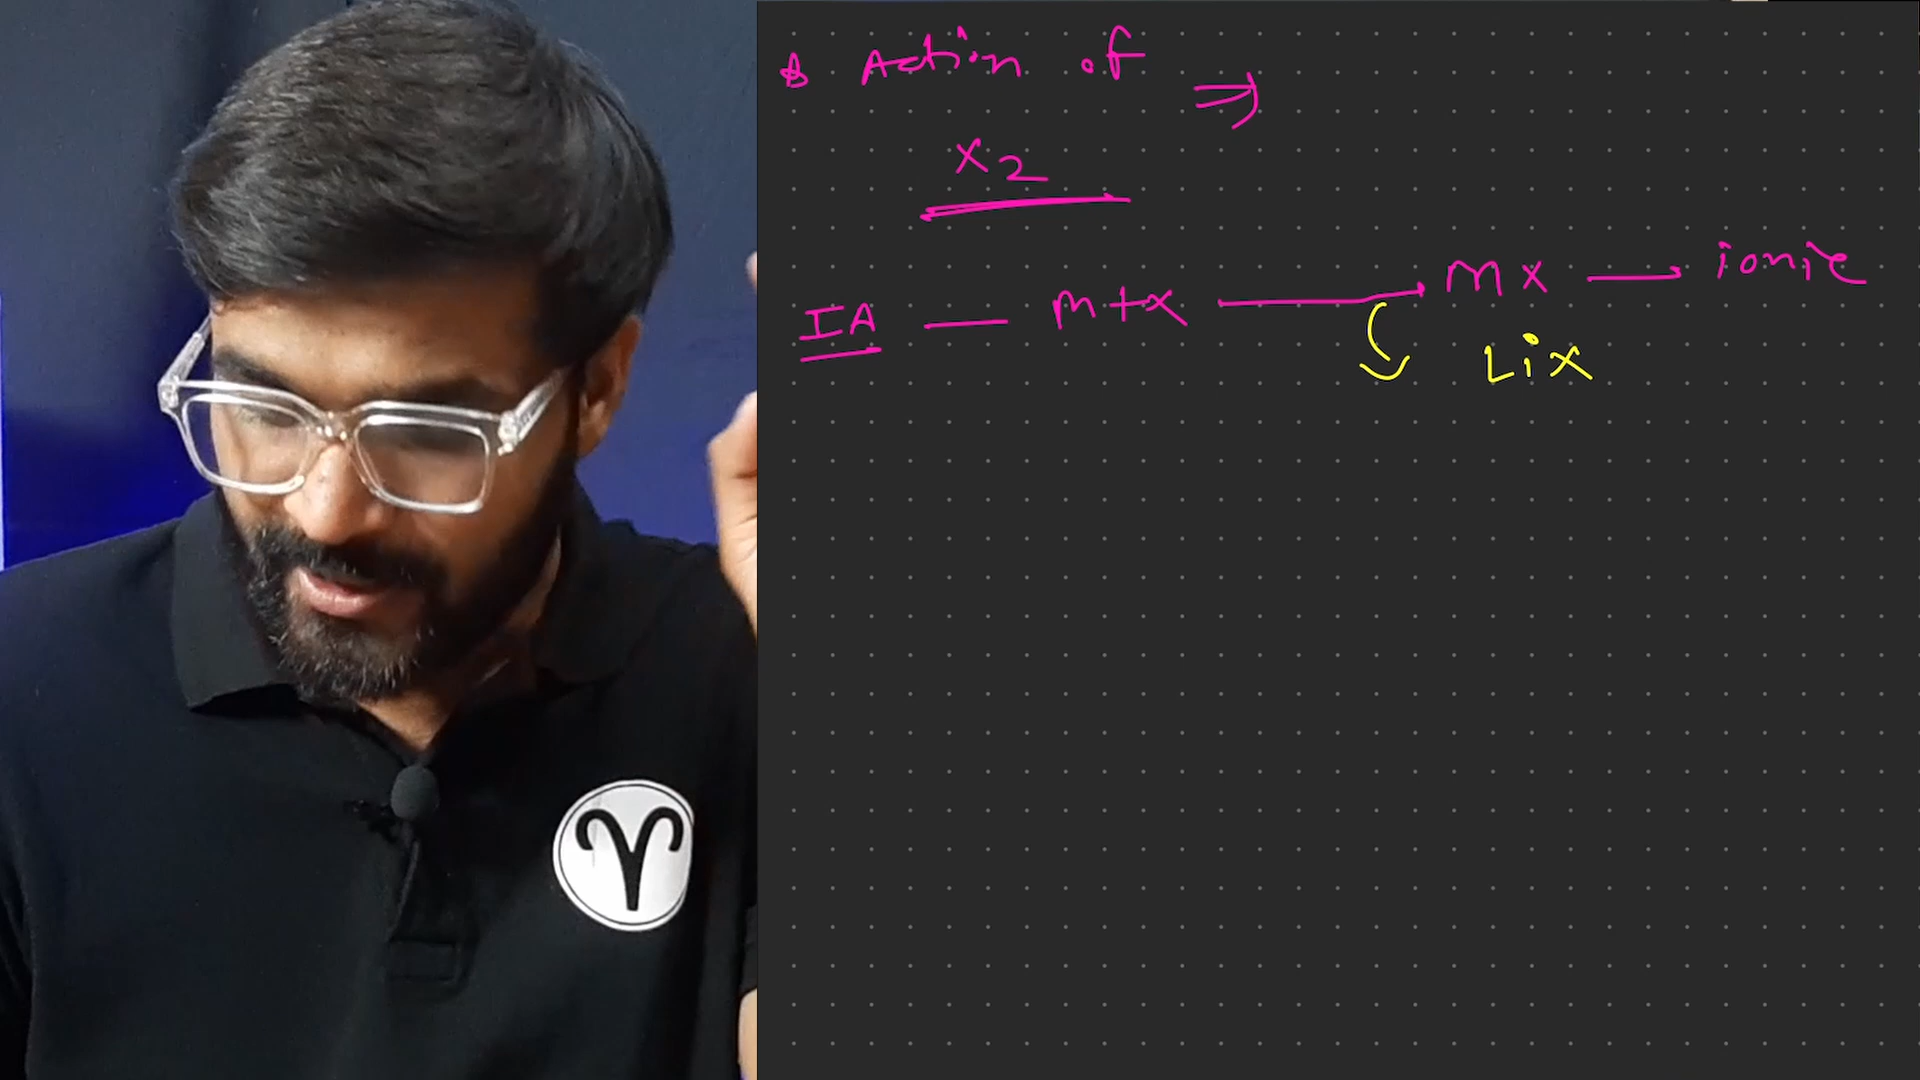 Action of ⇒
X2
IA — M+X ⟶ MX ⟶ ionic
LiX